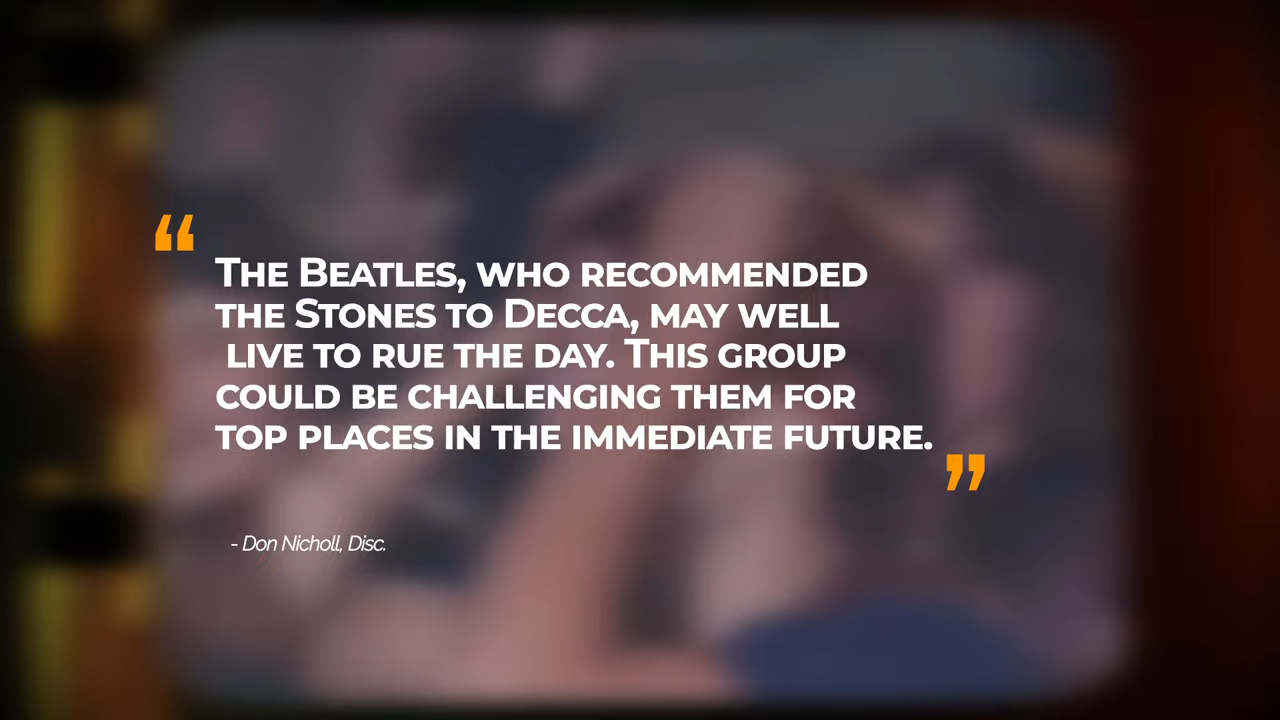 “
The Beatles, who recommended
the Stones to Decca, may well
live to rue the day. This group
could be challenging them for
top places in the immediate future.
”
- Don Nicholl, Disc.